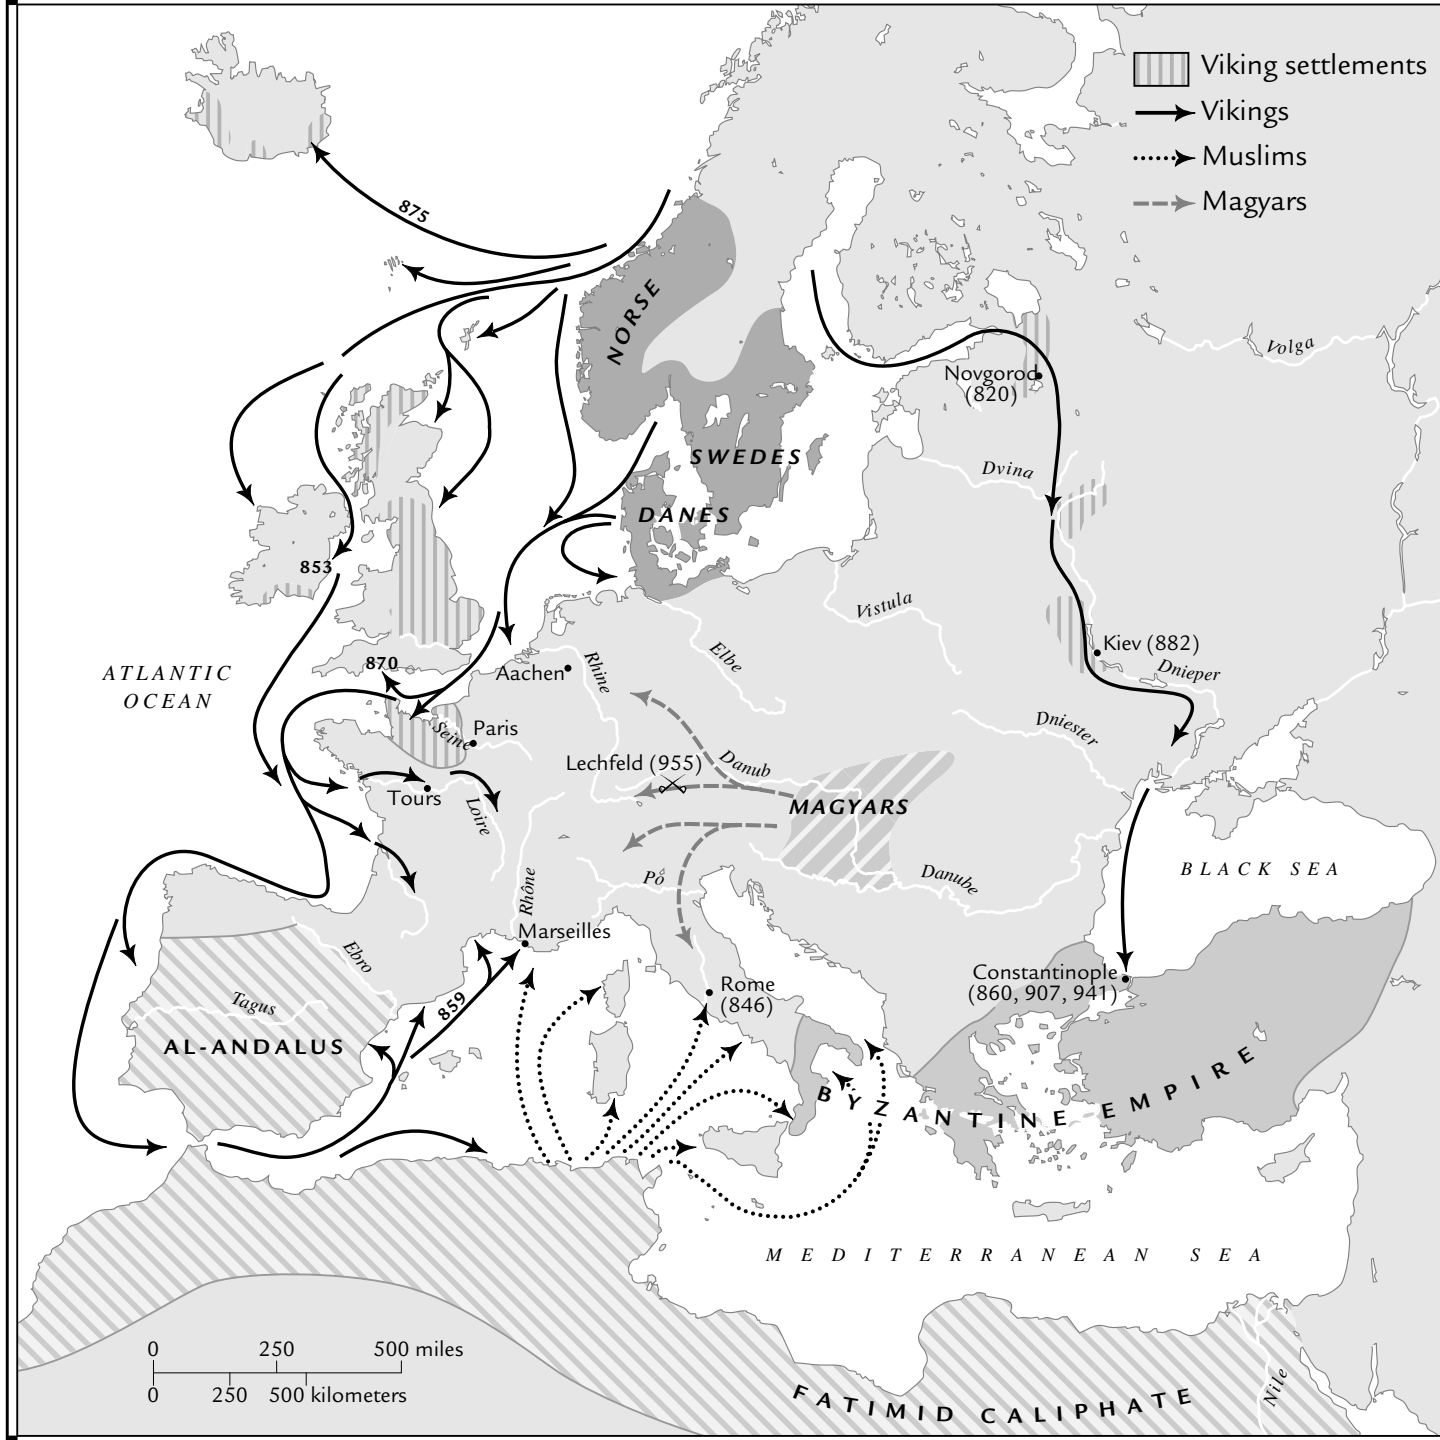 Viking settlements
Vikings
Muslims
Magyars
875
NORSE
Volga
Novgorod
(820)
SWEDES
Dvina
DANES
853
Vistula
Elbe
Kiev (882)
Dnieper
870
Aachen
Rhine
ATLANTIC
OCEAN
Dniester
Seine
Paris
Lechfeld (955)
Danub
Tours
Loire
MAGYARS
BLACK SEA
Pô
Danube
Rhône
Marseilles
Ebro
Constantinople
(860, 907, 941)
Rome
(846)
Tagus
859
AL-ANDALUS
BYZANTINE EMPIRE
MEDITERRANEAN SEA
0 250 500 miles
0 250 500 kilometers
FATIMID CALIPHATE
Nile